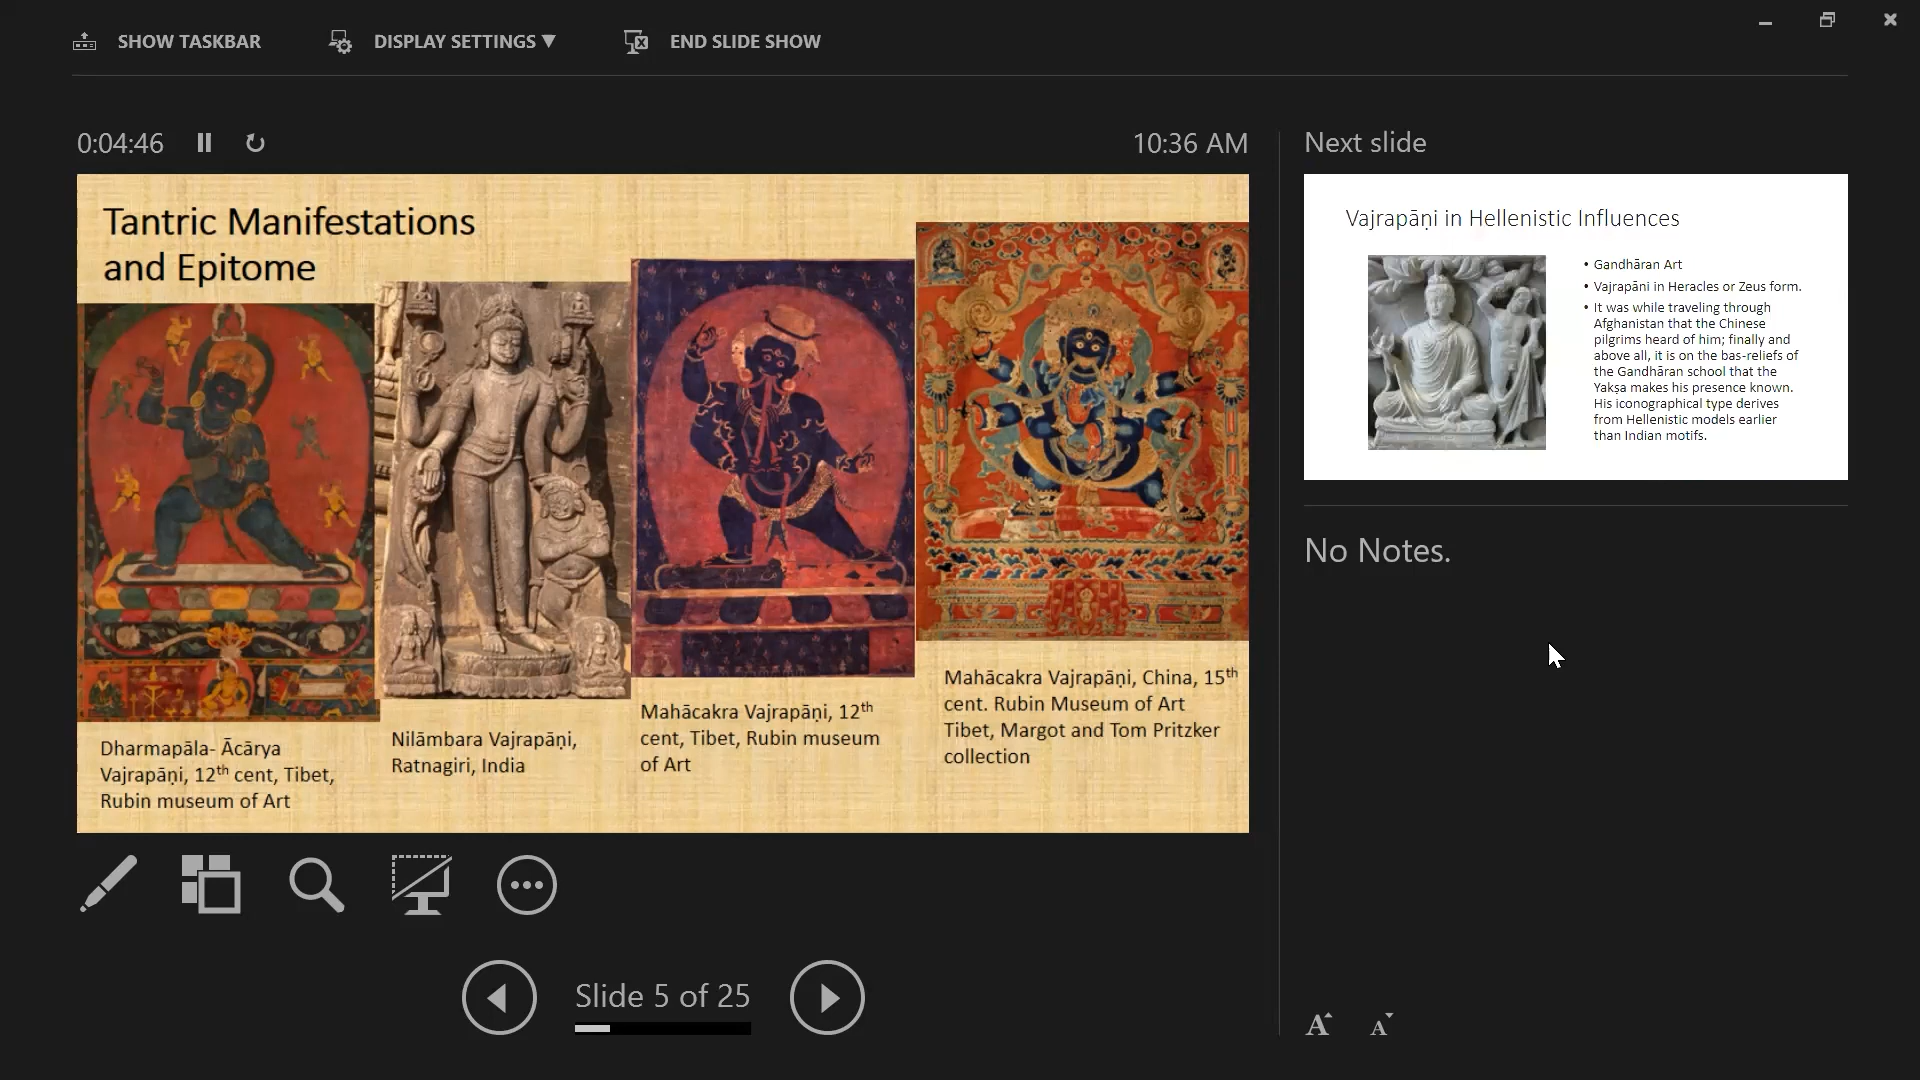 SHOW TASKBAR
DISPLAY SETTINGS ▼
END SLIDE SHOW
0:04:46
10:36 AM
Tantric Manifestations
and Epitome
Dharmapāla- Ācārya
Vajrapāṇi, 12th cent, Tibet,
Rubin museum of Art
Nilāmbara Vajrapāṇi,
Ratnagiri, India
Mahācakra Vajrapāṇi, 12th
cent, Tibet, Rubin museum
of Art
Mahācakra Vajrapāṇi, China, 15th
cent. Rubin Museum of Art
Tibet, Margot and Tom Pritzker
collection
Slide 5 of 25
Next slide
Vajrapāṇi in Hellenistic Influences
• Gandhāran Art
• Vajrapāni in Heracles or Zeus form.
• It was while traveling through
Afghanistan that the Chinese
pilgrims heard of him; finally and
above all, it is on the bas-reliefs of
the Gandhāran school that the
Yakṣa makes his presence known.
His iconographical type derives
from Hellenistic models earlier
than Indian motifs.
No Notes.
A A